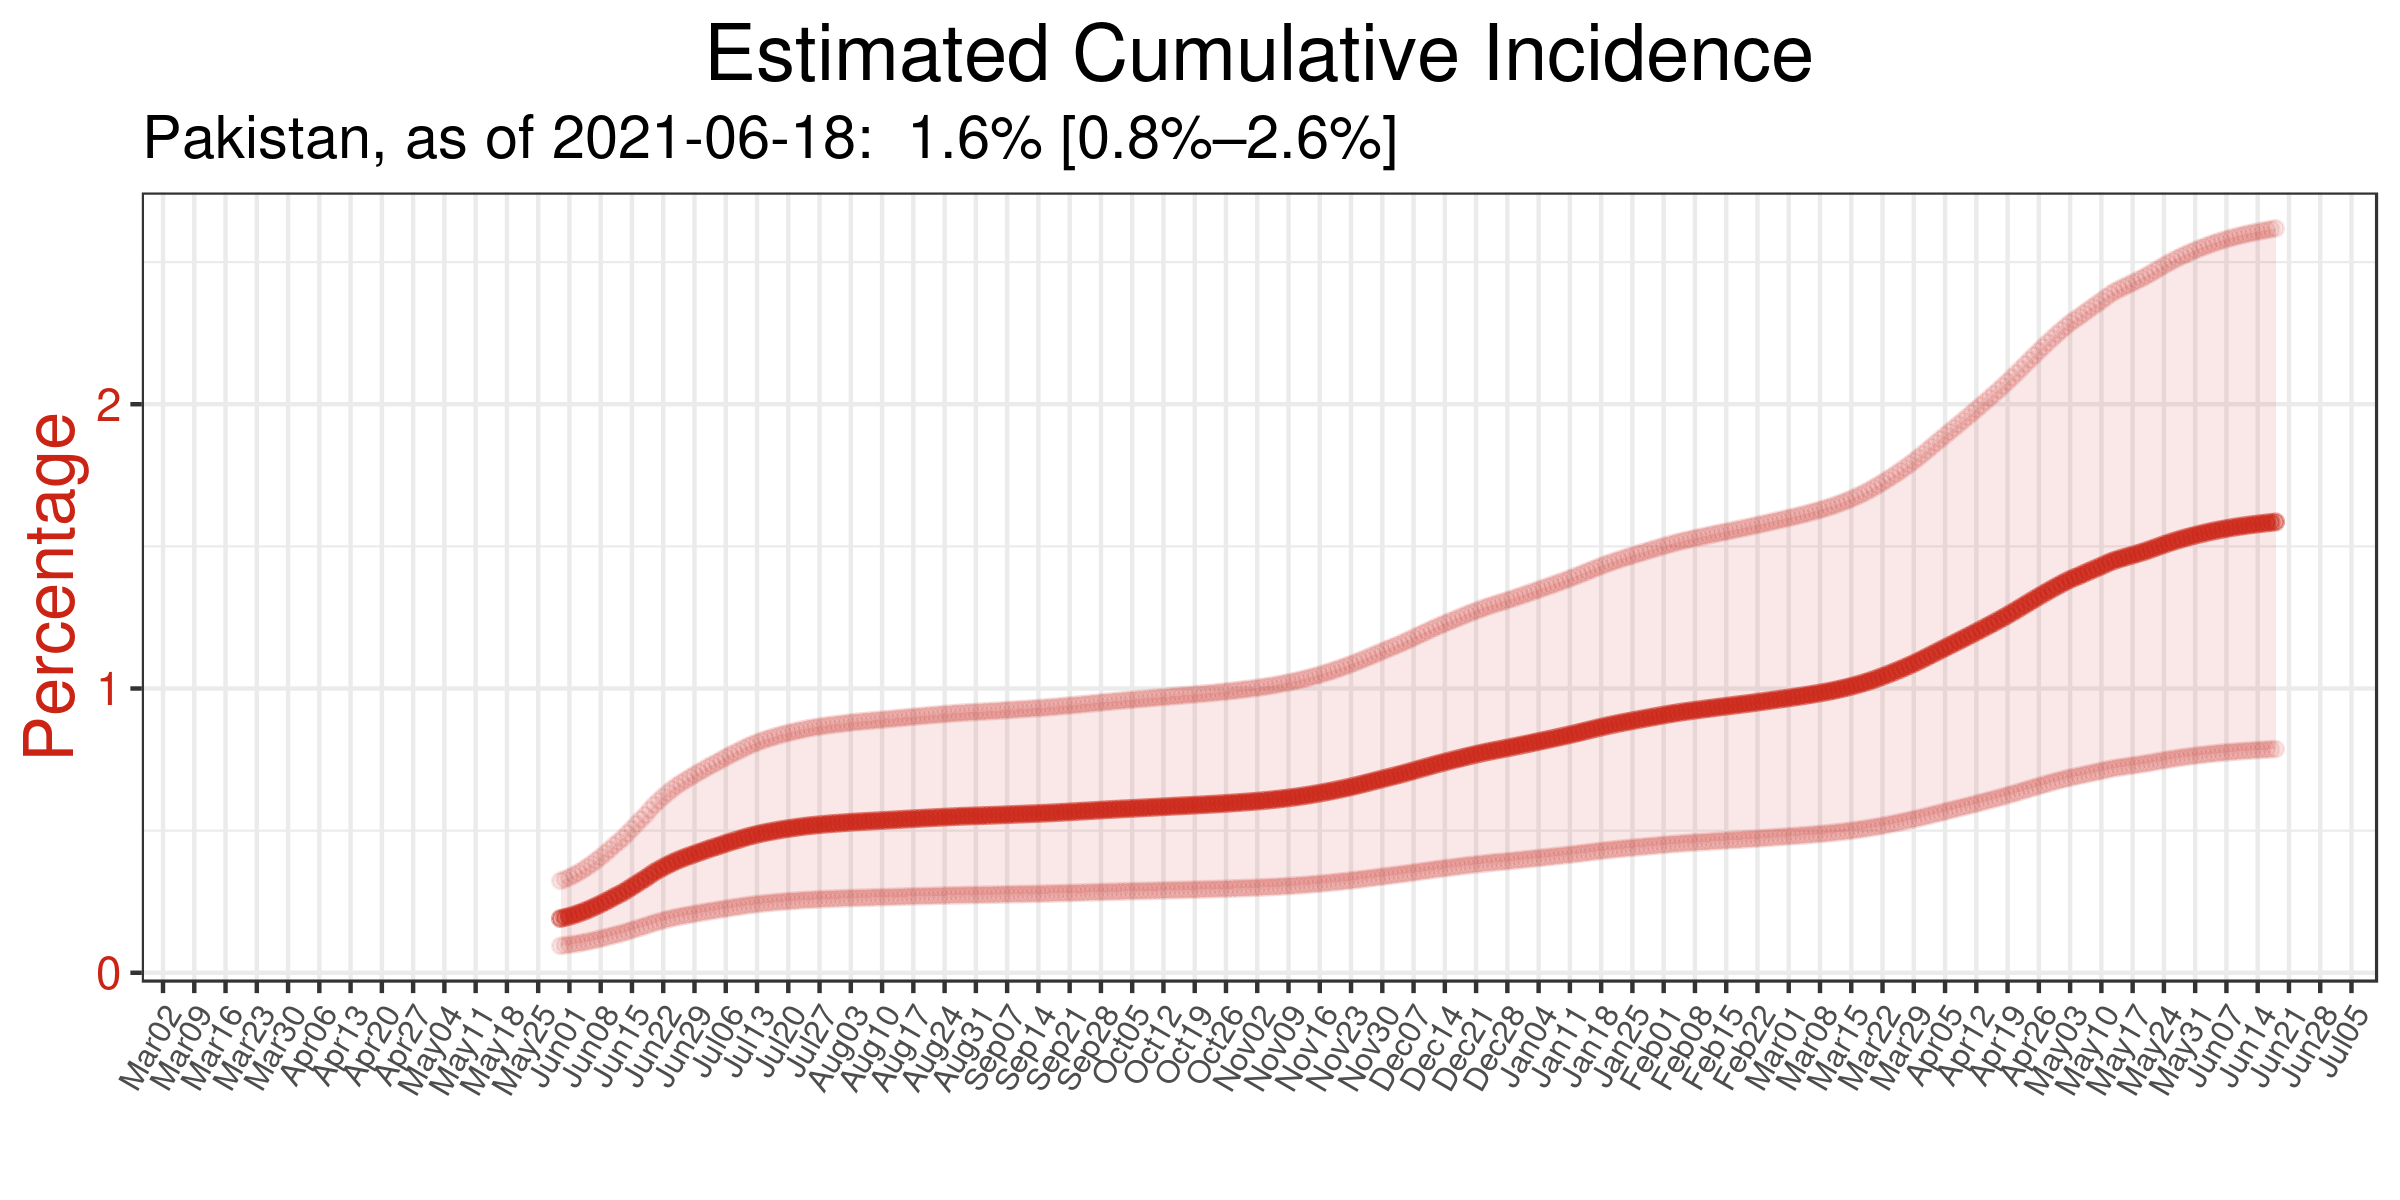 Estimated Cumulative Incidence
Pakistan, as of 2021-06-18:  1.6% [0.8%–2.6%]
Percentage
2
1
0
Mar02
Mar09
Mar16
Mar23
Mar30
Apr06
Apr13
Apr20
Apr27
May04
May11
May18
May25
Jun01
Jun08
Jun15
Jun22
Jun29
Jul06
Jul13
Jul20
Jul27
Aug03
Aug10
Aug17
Aug24
Aug31
Sep07
Sep14
Sep21
Sep28
Oct05
Oct12
Oct19
Oct26
Nov02
Nov09
Nov16
Nov23
Nov30
Dec07
Dec14
Dec21
Dec28
Jan04
Jan11
Jan18
Jan25
Feb01
Feb08
Feb15
Feb22
Mar01
Mar08
Mar15
Mar22
Mar29
Apr05
Apr12
Apr19
Apr26
May03
May10
May17
May24
May31
Jun07
Jun14
Jun21
Jun28
Jul05